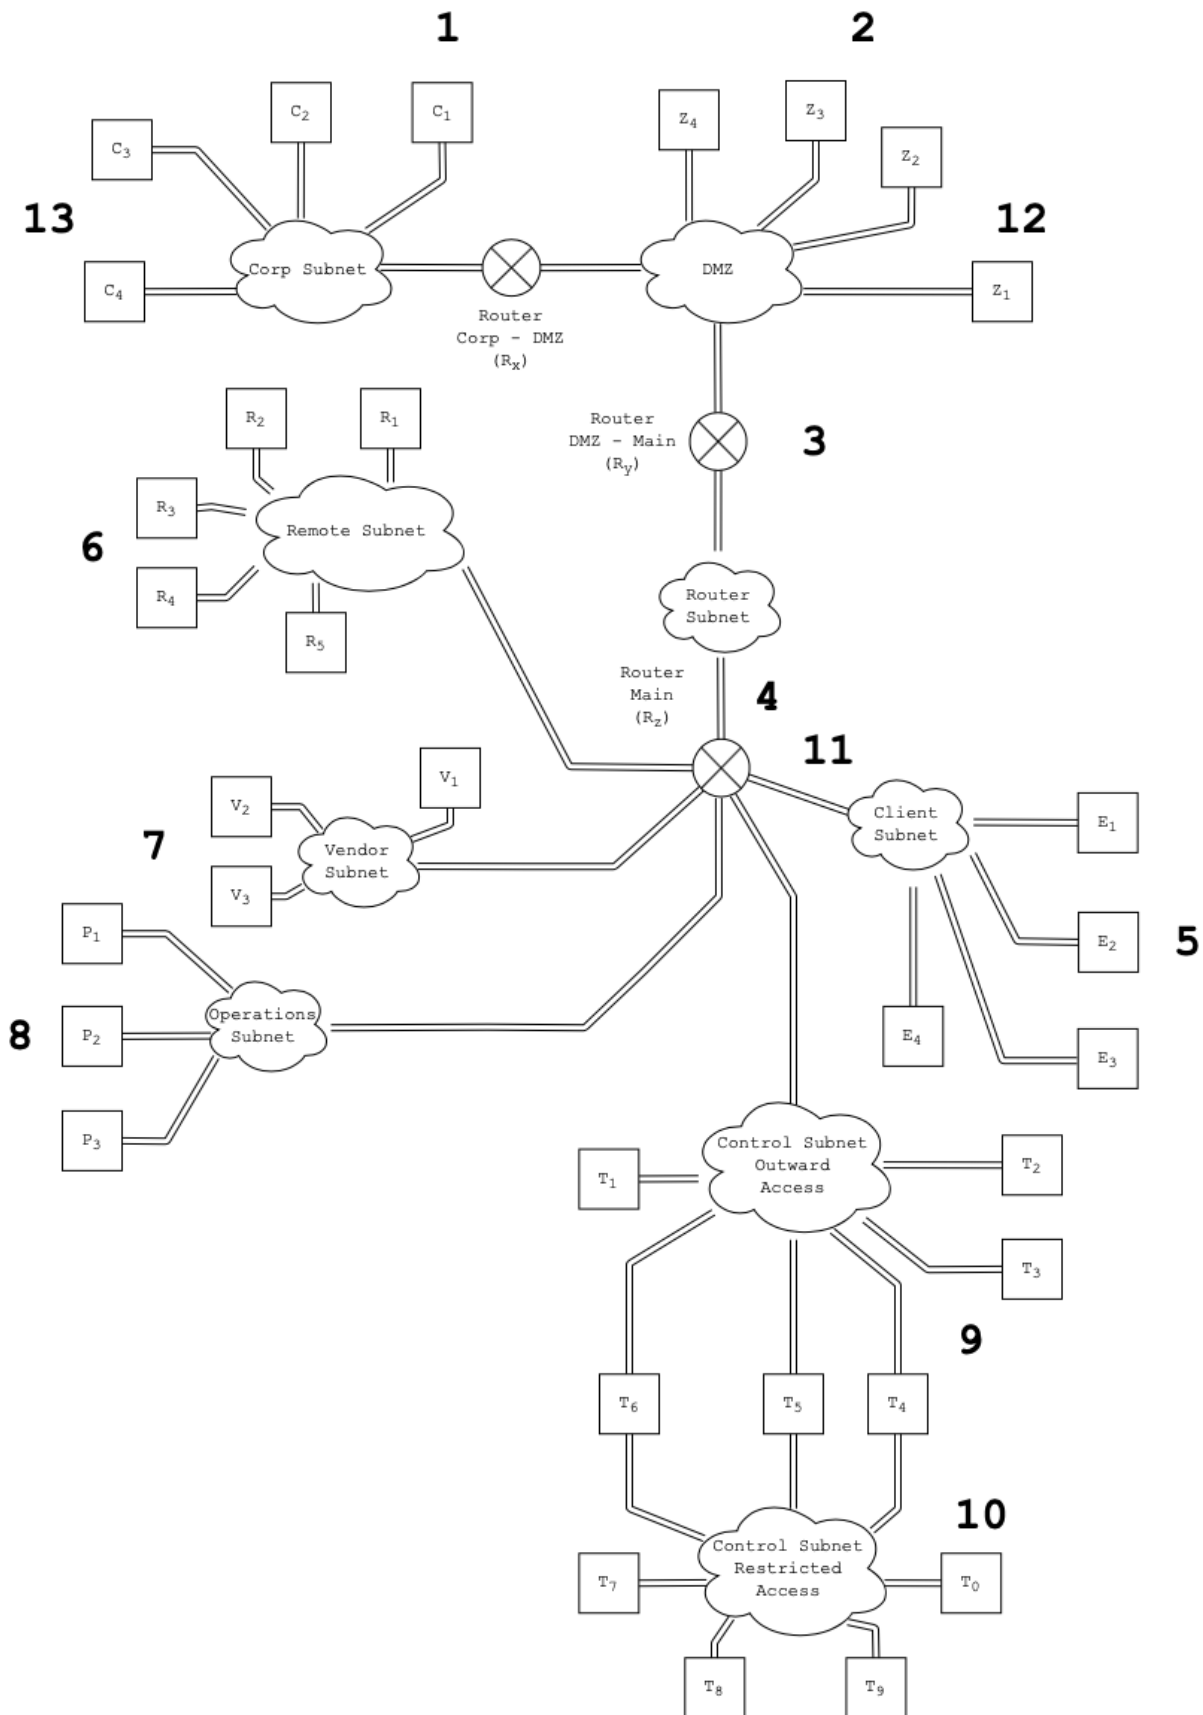 1
2
C₂
C₁
Z₃
Z₄
C₃
Z₂
13
12
Corp Subnet
DMZ
C₄
Z₁
Router
Corp - DMZ
(Rₓ)
R₂
R₁
Router
DMZ - Main
(Rᵧ)
3
R₃
Remote Subnet
6
R₄
Router
Subnet
R₅
Router
Main
(R_z)
4
11
V₁
V₂
Client
Subnet
E₁
7
Vendor
Subnet
V₃
P₁
E₂
5
Operations
Subnet
8
P₂
E₄
E₃
P₃
Control Subnet
Outward
Access
T₁
T₂
T₃
9
T₆
T₅
T₄
10
Control Subnet
Restricted
Access
T₇
T₀
T₈
T₉